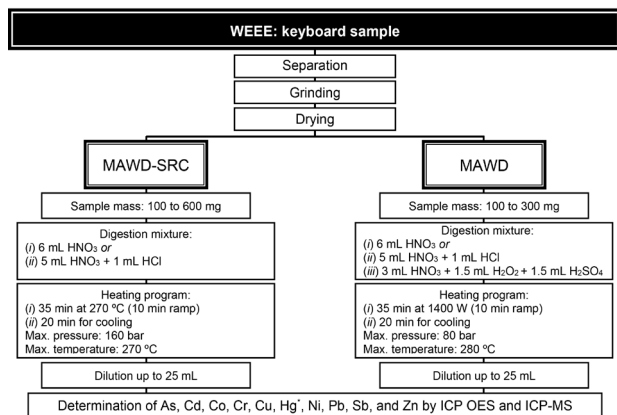 WEEE: keyboard sample
Separation
Grinding
Drying
MAWD-SRC
Sample mass: 100 to 600 mg
Digestion mixture:
(i) 6 mL HNO₃ or
(ii) 5 mL HNO₃ + 1 mL HCl
Heating program:
(i) 35 min at 270 ºC (10 min ramp)
(ii) 20 min for cooling
Max. pressure: 160 bar
Max. temperature: 270 ºC
Dilution up to 25 mL
MAWD
Sample mass: 100 to 300 mg
Digestion mixture:
(i) 6 mL HNO₃ or
(ii) 5 mL HNO₃ + 1 mL HCl
(iii) 3 mL HNO₃ + 1.5 mL H₂O₂ + 1.5 mL H₂SO₄
Heating program:
(i) 35 min at 1400 W (10 min ramp)
(ii) 20 min for cooling
Max. pressure: 80 bar
Max. temperature: 280 ºC
Dilution up to 25 mL
Determination of As, Cd, Co, Cr, Cu, Hg*, Ni, Pb, Sb, and Zn by ICP OES and ICP-MS